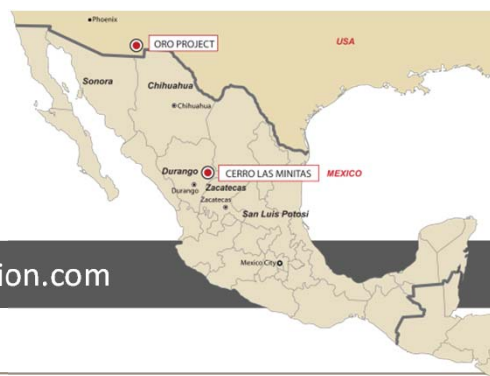 Phoenix
ORO PROJECT
USA
Sonora
Chihuahua
Chihuahua
Durango
CERRO LAS MINITAS
MEXICO
Durango
Zacatecas
Zacatecas
San Luis Potosi
Mexico City
ion.com